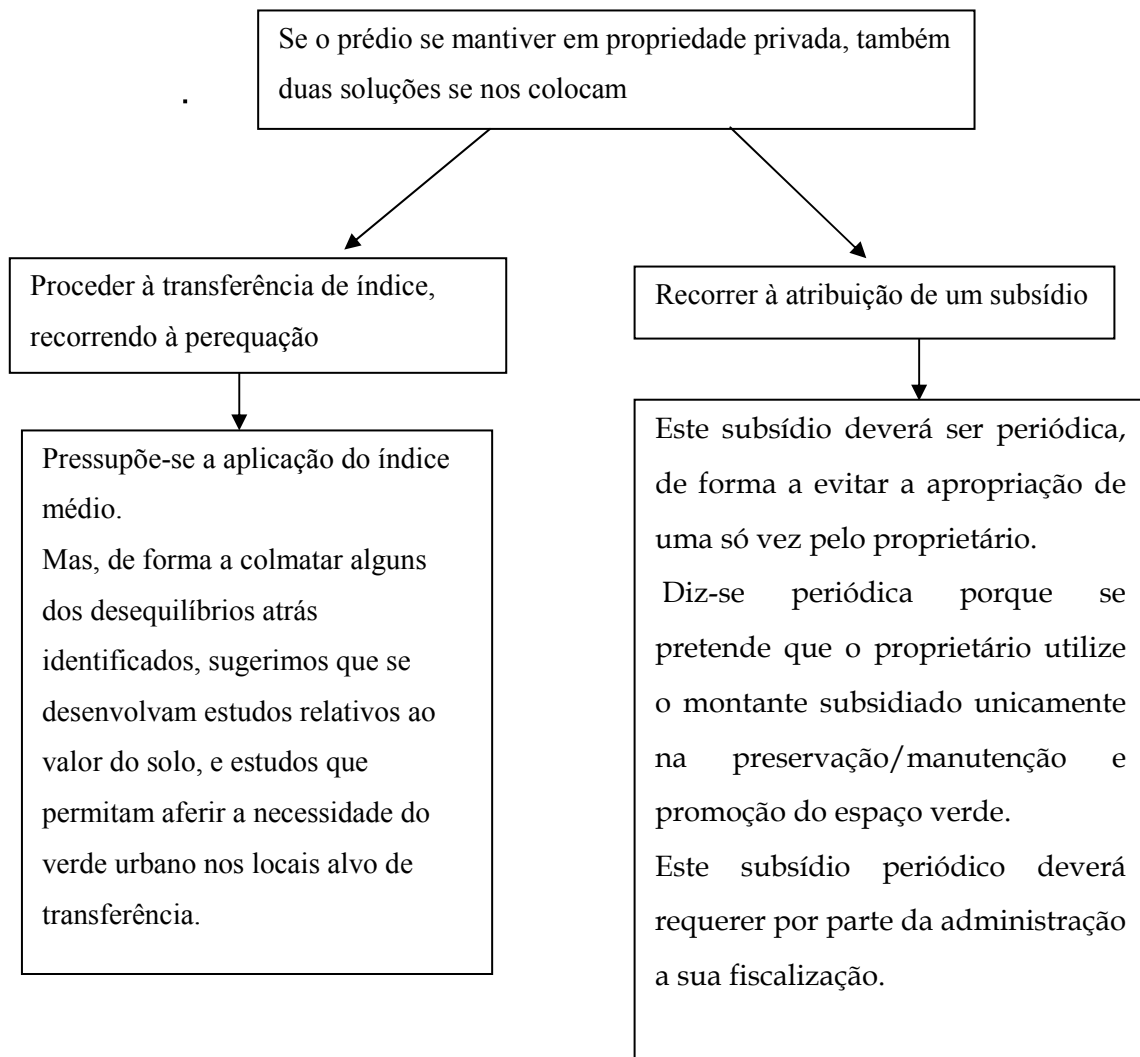 Se o prédio se mantiver em propriedade privada, também
duas soluções se nos colocam
.
Proceder à transferência de índice,
recorrendo à perequação
Recorrer à atribuição de um subsídio
Pressupõe-se a aplicação do índice
médio.
Mas, de forma a colmatar alguns
dos desequilíbrios atrás
identificados, sugerimos que se
desenvolvam estudos relativos ao
valor do solo, e estudos que
permitam aferir a necessidade do
verde urbano nos locais alvo de
transferência.
Este subsídio deverá ser periódica,
de forma a evitar a apropriação de
uma só vez pelo proprietário.
Diz-se periódica porque se
pretende que o proprietário utilize
o montante subsidiado unicamente
na preservação/manutenção e
promoção do espaço verde.
Este subsídio periódico deverá
requerer por parte da administração
a sua fiscalização.